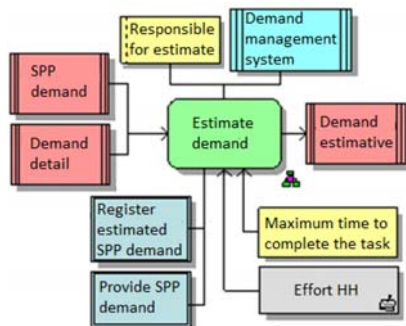 Responsible
for estimate
Demand
management
system
SPP
demand
Demand
detail
Estimate
demand
Demand
estimative
Register
estimated
SPP demand
Provide SPP
demand
Maximum time to
complete the task
Effort HH